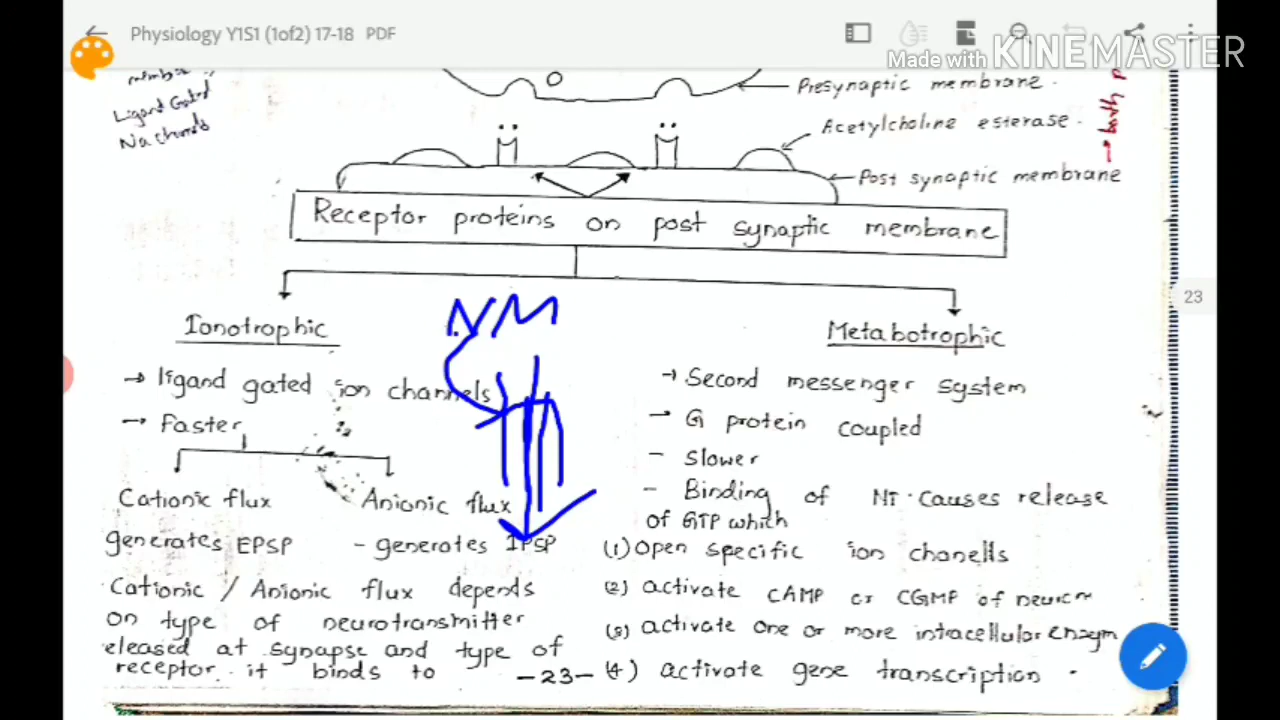 Physiology Y1S1 (1of2) 17-18 PDF
Made with KINEMASTER
Ligand Gated
Na channels
Presynaptic membrane.
Acetylcholine esterase.
Post synaptic membrane
Receptor proteins on post synaptic membrane
23
NM
Ionotrophic
→ ligand gated ion channels
→ Faster
Cationic flux
generates EPSP
Anionic flux
- generates IPSP
Cationic / Anionic flux depends
on type of neurotransmitter
eleased at synapse and type of
receptor it binds to
Metabotrophic
→ Second messenger system
→ G protein coupled
- Slower
- Binding of NT causes release
of GTP which
(1) Open specific ion chanells
(2) activate CAMP or CGMP of neuron
(3) activate one or more intracellular enzym
(4) activate gene transcription.
-23-